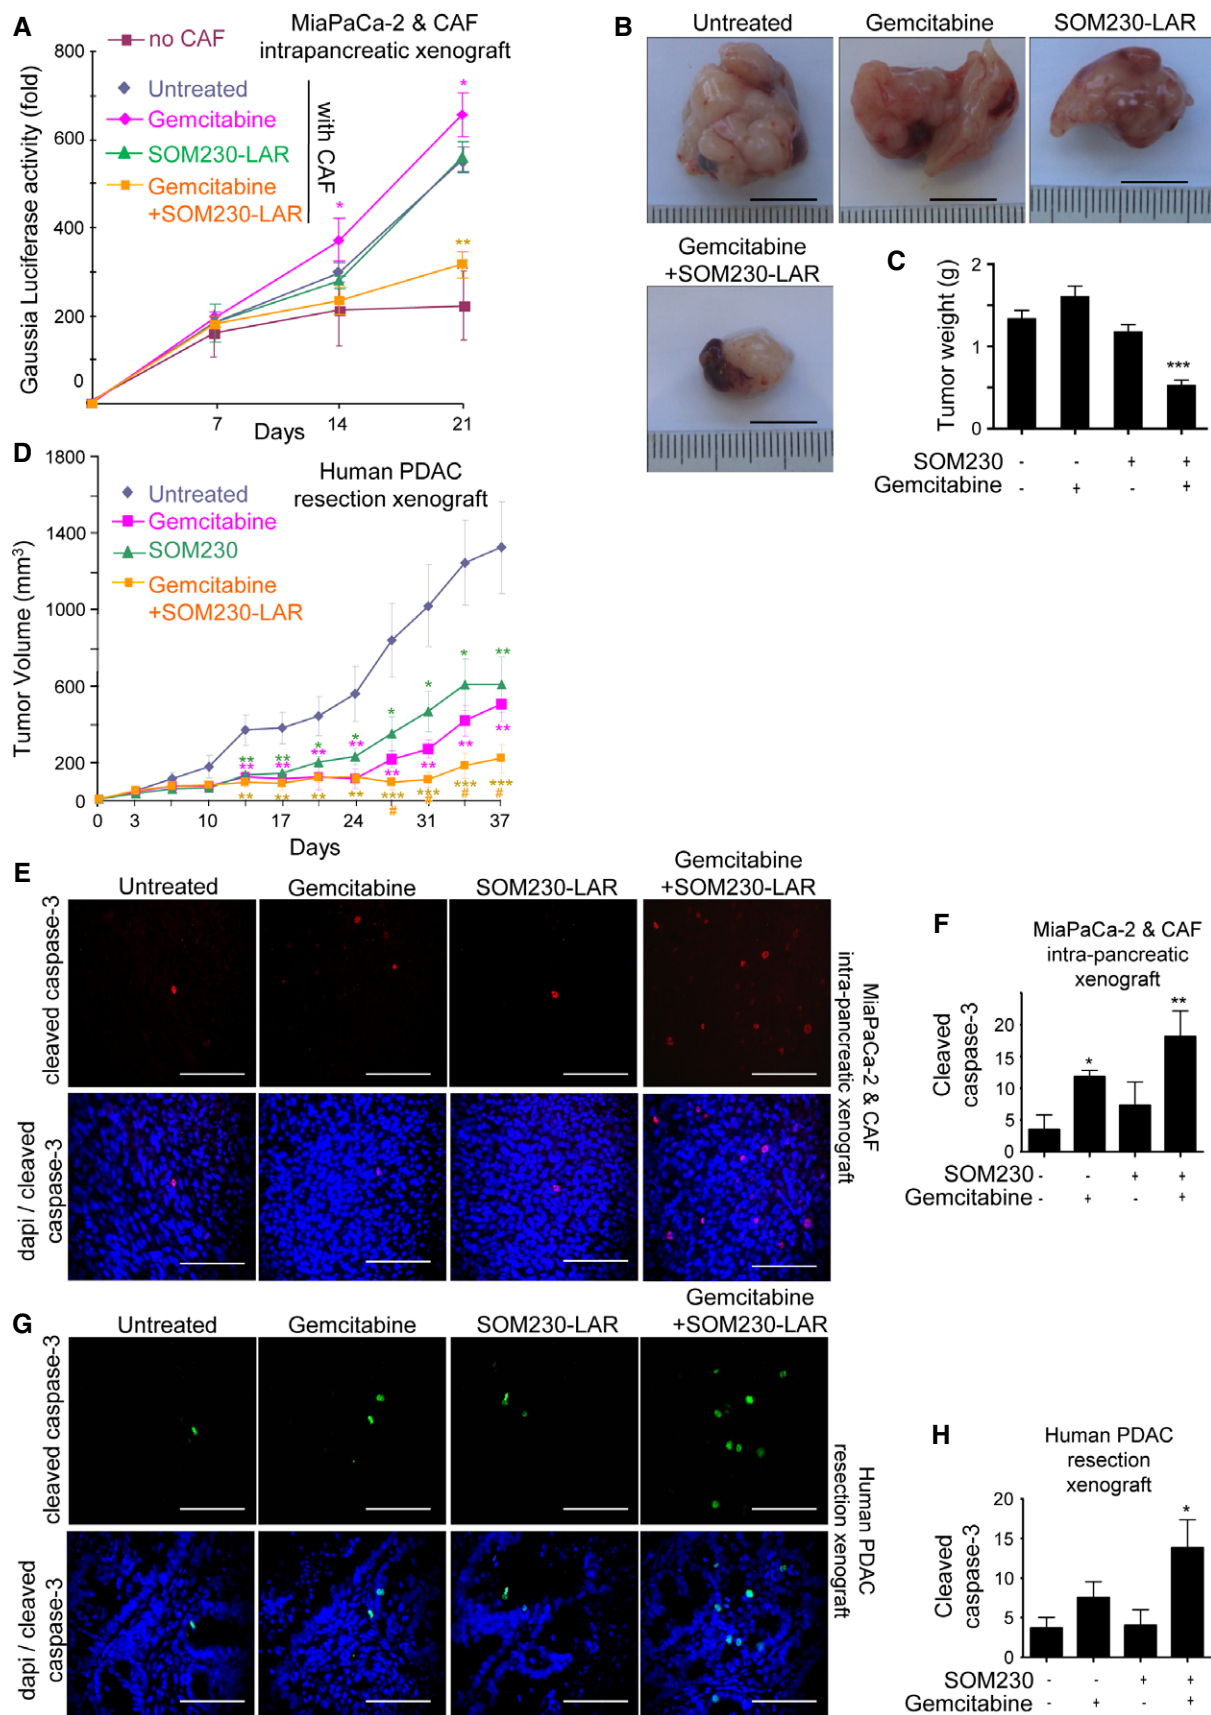 A
MiaPaCa-2 & CAF
intrapancreatic xenograft
no CAF
Untreated
Gemcitabine
SOM230-LAR
Gemcitabine
+SOM230-LAR
with CAF
Gaussia Luciferase activity (fold)
800
600
400
200
0
* *
**
7 14 21
Days
B
Untreated
Gemcitabine
SOM230-LAR
Gemcitabine
+SOM230-LAR
C
Tumor weight (g)
2
1
0
***
SOM230 - - + +
Gemcitabine - + - +
D
Human PDAC
resection xenograft
Untreated
Gemcitabine
SOM230
Gemcitabine
+SOM230-LAR
Tumor Volume (mm³)
1800
1400
1000
600
200
0
** ** * * * * * **
** ** ** ** ** ** ** **
** ** ** ** *** *** *** ***
# # # #
0 3 10 17 24 31 37
Days
E
Untreated
Gemcitabine
SOM230-LAR
Gemcitabine
+SOM230-LAR
cleaved caspase-3
dapi / cleaved
caspase-3
MiaPaCa-2 & CAF
intra-pancreatic xenograft
F
MiaPaCa-2 & CAF
intra-pancreatic
xenograft
Cleaved
caspase-3
20
15
10
5
0
* **
SOM230 - - + +
Gemcitabine - + - +
G
Untreated
Gemcitabine
SOM230-LAR
Gemcitabine
+SOM230-LAR
cleaved caspase-3
dapi / cleaved
caspase-3
Human PDAC
resection xenograft
H
Human PDAC
resection
xenograft
Cleaved
caspase-3
20
15
10
5
0
*
SOM230 - - + +
Gemcitabine - + - +